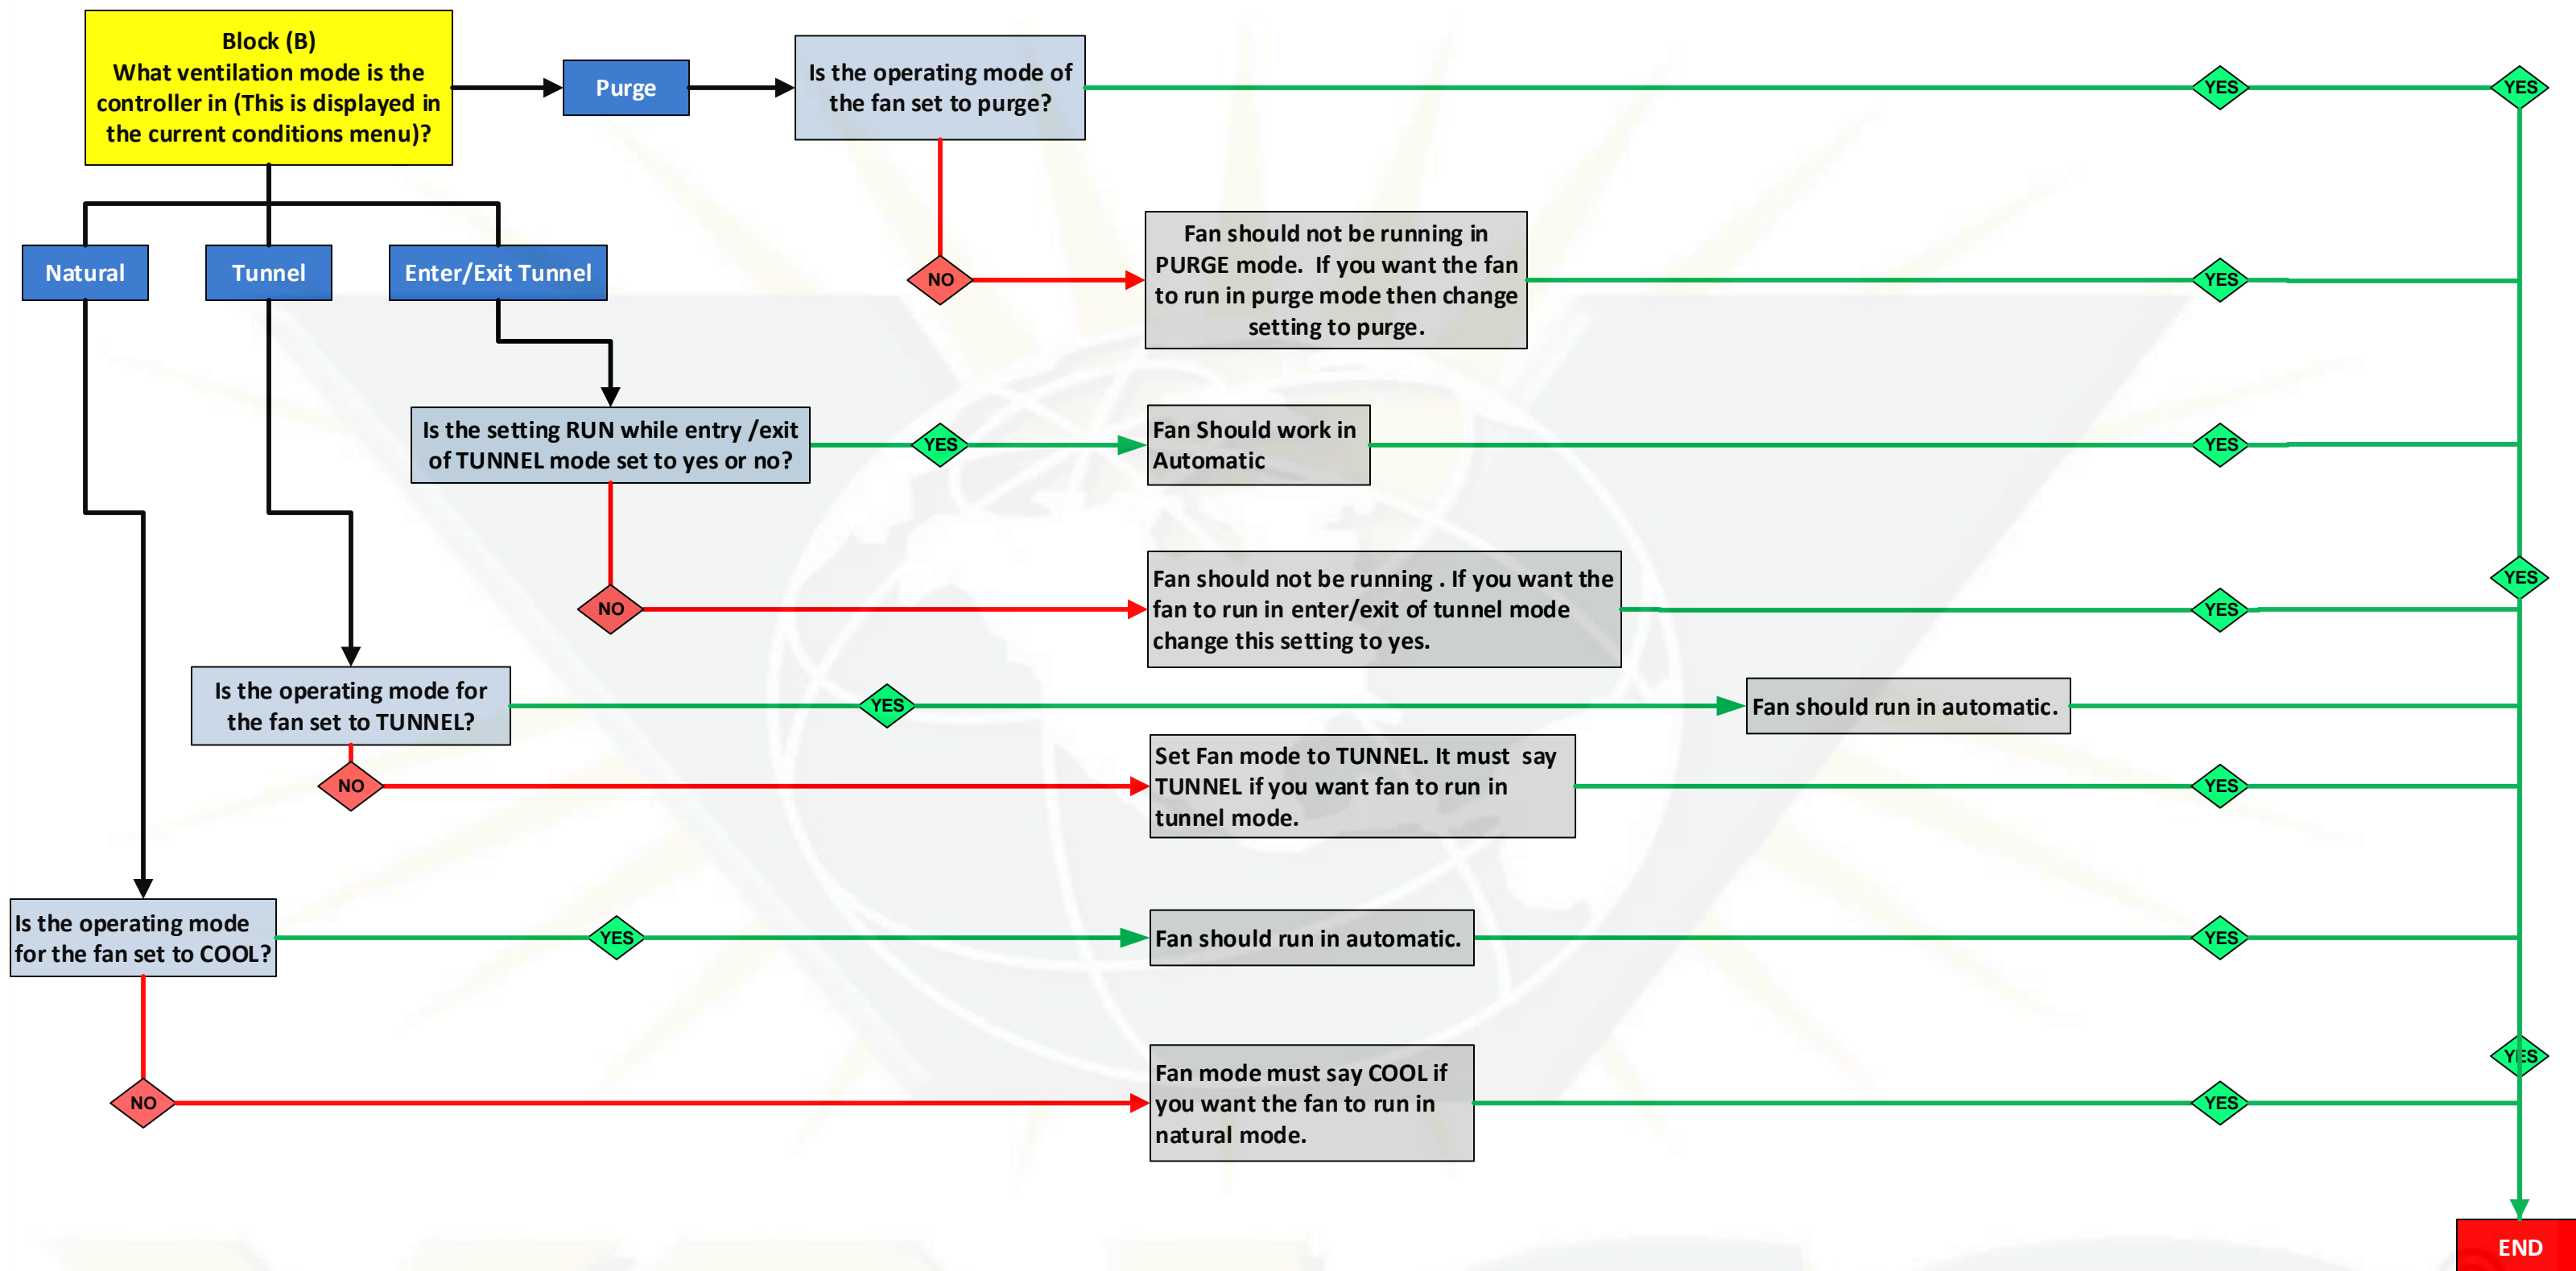 Block (B)
What ventilation mode is the
controller in (This is displayed in
the current conditions menu)?
Purge
Is the operating mode of
the fan set to purge?
YES
YES
Natural
Tunnel
Enter/Exit Tunnel
NO
Fan should not be running in
PURGE mode.  If you want the fan
to run in purge mode then change
setting to purge.
YES
Is the setting RUN while entry /exit
of TUNNEL mode set to yes or no?
YES
Fan Should work in
Automatic
YES
YES
NO
Fan should not be running . If you want the
fan to run in enter/exit of tunnel mode
change this setting to yes.
YES
Is the operating mode for
the fan set to TUNNEL?
YES
Fan should run in automatic.
NO
Set Fan mode to TUNNEL. It must  say
TUNNEL if you want fan to run in
tunnel mode.
YES
Is the operating mode
for the fan set to COOL?
YES
Fan should run in automatic.
YES
YES
NO
Fan mode must say COOL if
you want the fan to run in
natural mode.
YES
END